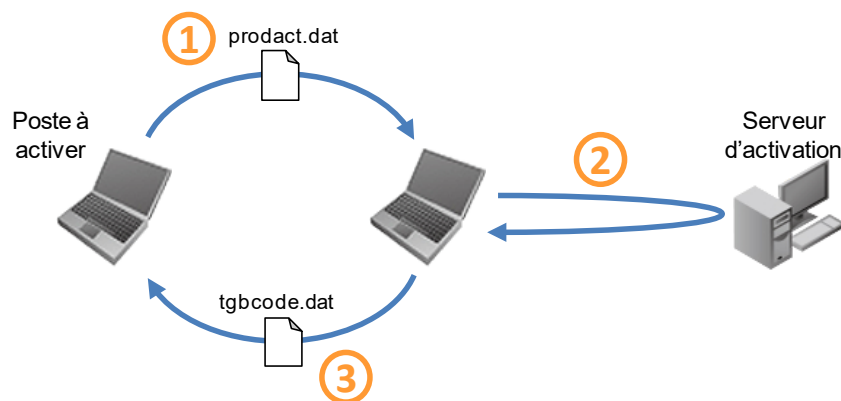 1
prodact.dat
Poste à
activer
2
Serveur
d'activation
tgbcode.dat
3